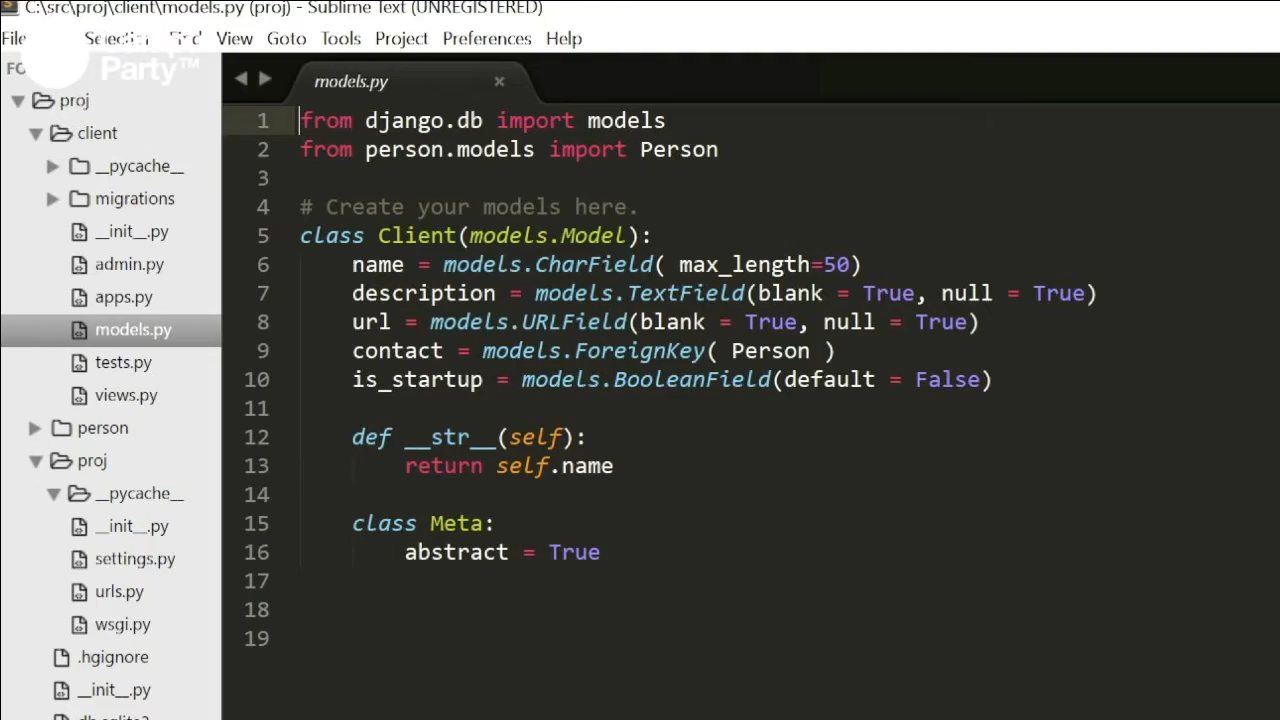 C:\src\proj\client\models.py (proj) - Sublime Text (UNREGISTERED)
File Selection Find View Goto Tools Project Preferences Help
Party™
models.py
proj
client
__pycache__
migrations
__init__.py
admin.py
apps.py
models.py
tests.py
views.py
person
proj
__pycache__
__init__.py
settings.py
urls.py
wsgi.py
.hgignore
__init__.py
1 from django.db import models
2 from person.models import Person
3
4 # Create your models here.
5 class Client(models.Model):
6 name = models.CharField( max_length=50)
7 description = models.TextField(blank = True, null = True)
8 url = models.URLField(blank = True, null = True)
9 contact = models.ForeignKey( Person )
10 is_startup = models.BooleanField(default = False)
11
12 def __str__(self):
13 return self.name
14
15 class Meta:
16 abstract = True
17
18
19